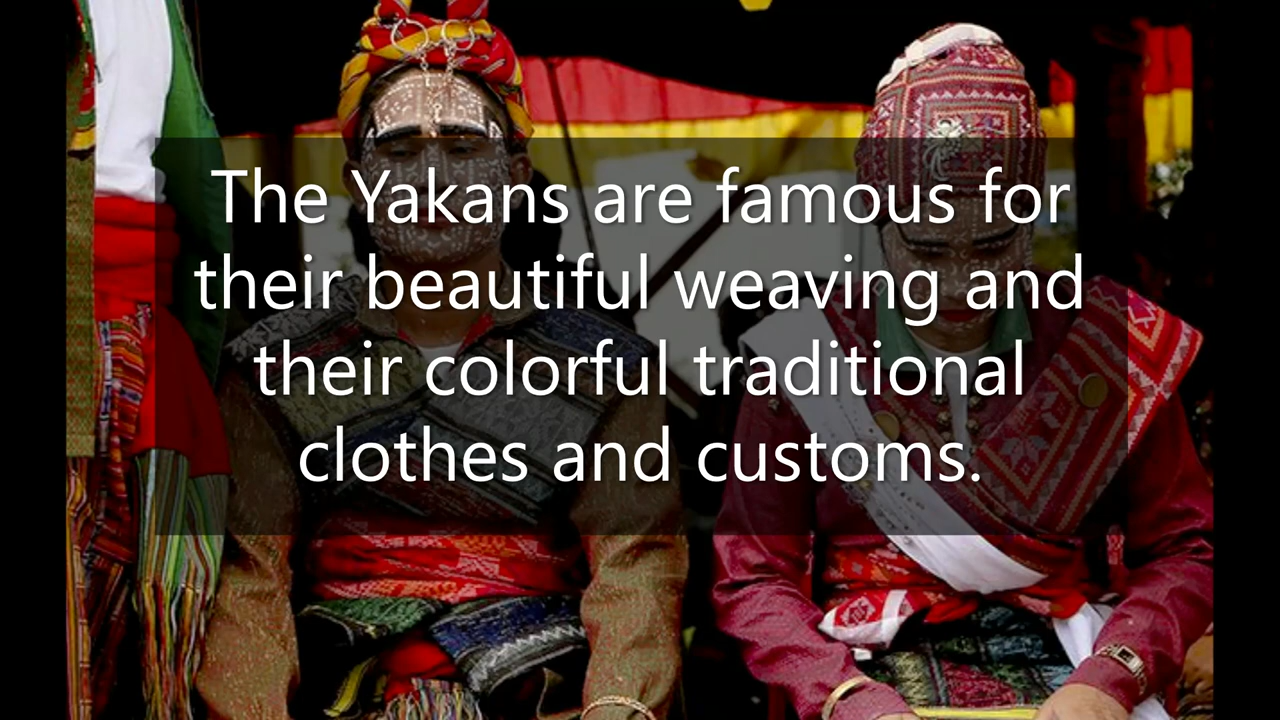 The Yakans are famous for
their beautiful weaving and
their colorful traditional
clothes and customs.